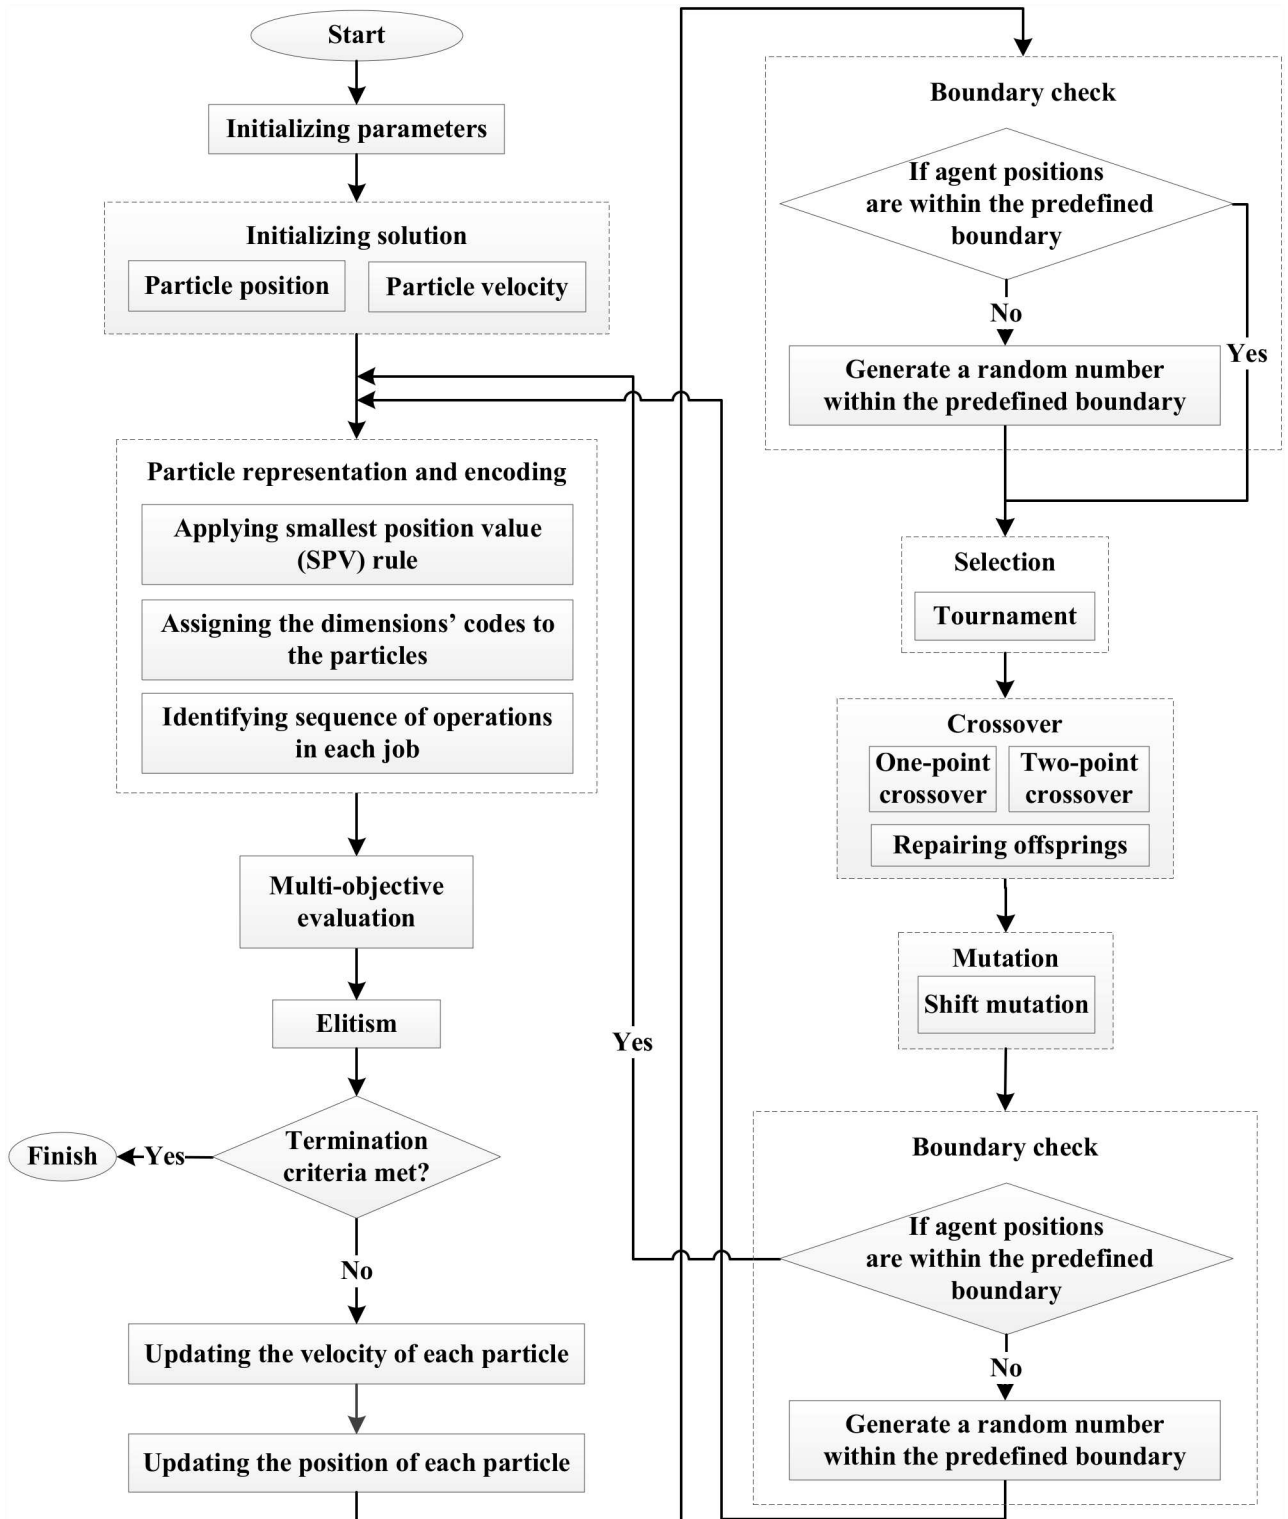 Start
Initializing parameters
Initializing solution
Particle position
Particle velocity
Particle representation and encoding
Applying smallest position value
(SPV) rule
Assigning the dimensions’ codes to
the particles
Identifying sequence of operations
in each job
Multi-objective
evaluation
Elitism
Termination
criteria met?
Yes
Finish
No
Updating the velocity of each particle
Updating the position of each particle
Boundary check
If agent positions
are within the predefined
boundary
No
Yes
Generate a random number
within the predefined boundary
Selection
Tournament
Crossover
One-point
crossover
Two-point
crossover
Repairing offsprings
Mutation
Shift mutation
Boundary check
If agent positions
are within the predefined
boundary
Yes
No
Generate a random number
within the predefined boundary